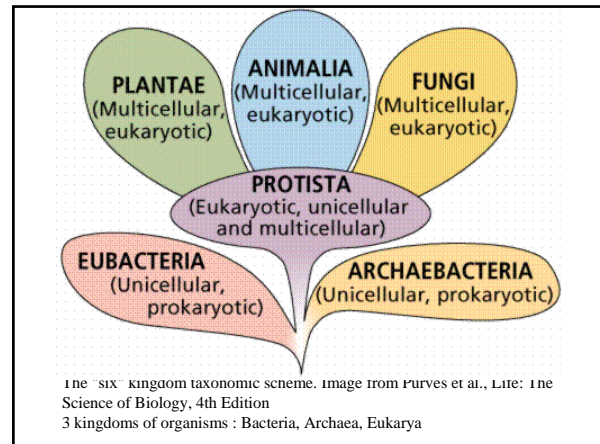 PLANTAE
(Multicellular,
eukaryotic)
ANIMALIA
(Multicellular,
eukaryotic)
FUNGI
(Multicellular,
eukaryotic)
PROTISTA
(Eukaryotic, unicellular
and multicellular)
EUBACTERIA
(Unicellular,
prokaryotic)
ARCHAEBACTERIA
(Unicellular, prokaryotic)
The "six" kingdom taxonomic scheme. Image from Purves et al., Life: The
Science of Biology, 4th Edition
3 kingdoms of organisms : Bacteria, Archaea, Eukarya